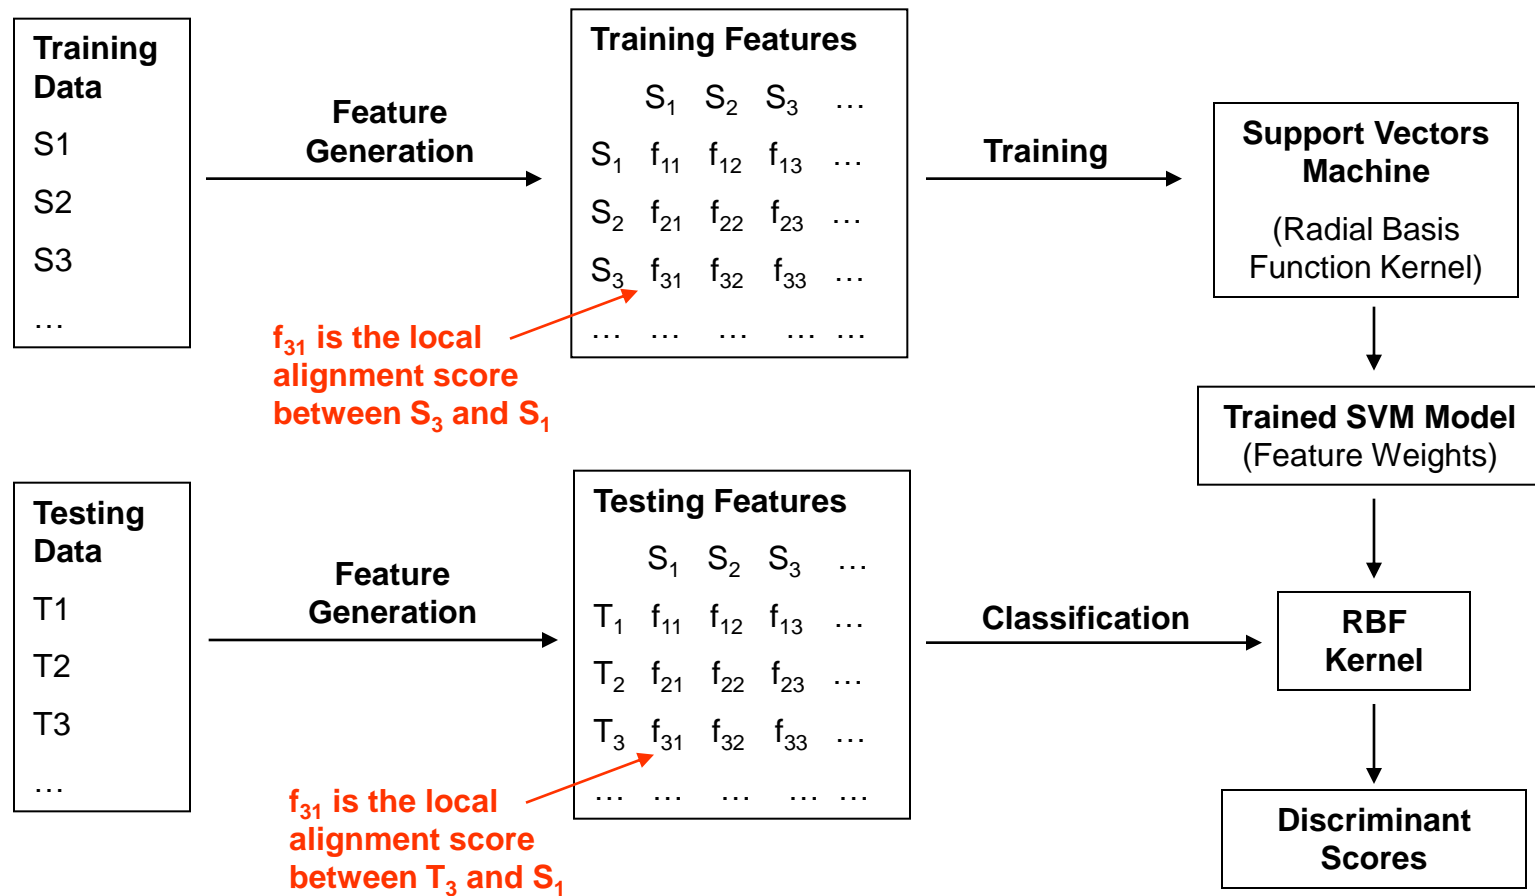 Training
Data
S1
S2
S3
…
Feature
Generation
Training Features
S₁ S₂ S₃ …
S₁ f₁₁ f₁₂ f₁₃ …
S₂ f₂₁ f₂₂ f₂₃ …
S₃ f₃₁ f₃₂ f₃₃ …
… … … … …
f₃₁ is the local
alignment score
between S₃ and S₁
Training
Support Vectors
Machine
(Radial Basis
Function Kernel)
Trained SVM Model
(Feature Weights)
Testing
Data
T1
T2
T3
…
Feature
Generation
Testing Features
S₁ S₂ S₃ …
T₁ f₁₁ f₁₂ f₁₃ …
T₂ f₂₁ f₂₂ f₂₃ …
T₃ f₃₁ f₃₂ f₃₃ …
… … … … …
f₃₁ is the local
alignment score
between T₃ and S₁
Classification
RBF
Kernel
Discriminant
Scores